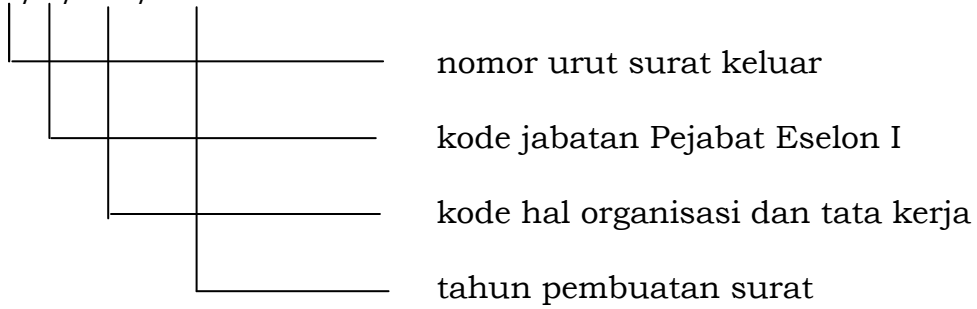 nomor urut surat keluar
kode jabatan Pejabat Eselon I
kode hal organisasi dan tata kerja
tahun pembuatan surat